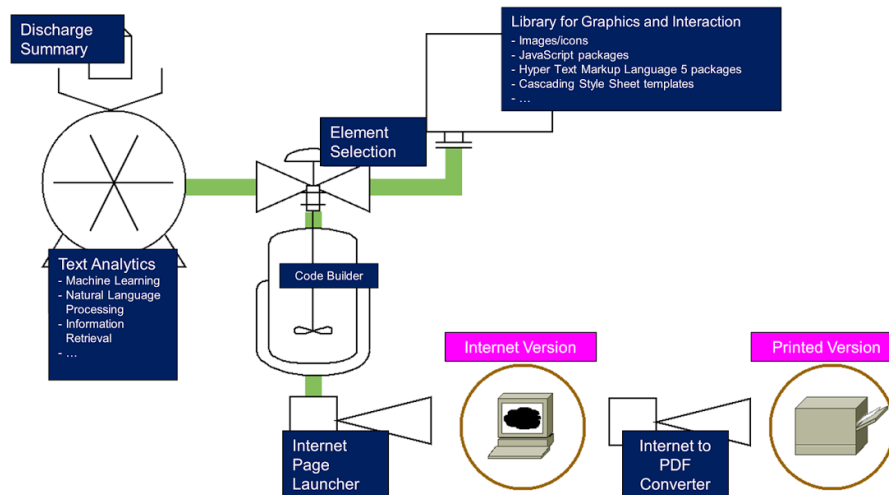 Discharge
Summary
Library for Graphics and Interaction
- Images/icons
- JavaScript packages
- Hyper Text Markup Language 5 packages
- Cascading Style Sheet templates
- ...
Element
Selection
Text Analytics
- Machine Learning
- Natural Language
Processing
- Information
Retrieval
- ...
Code Builder
Internet Version
Printed Version
Internet
Page
Launcher
Internet to
PDF
Converter